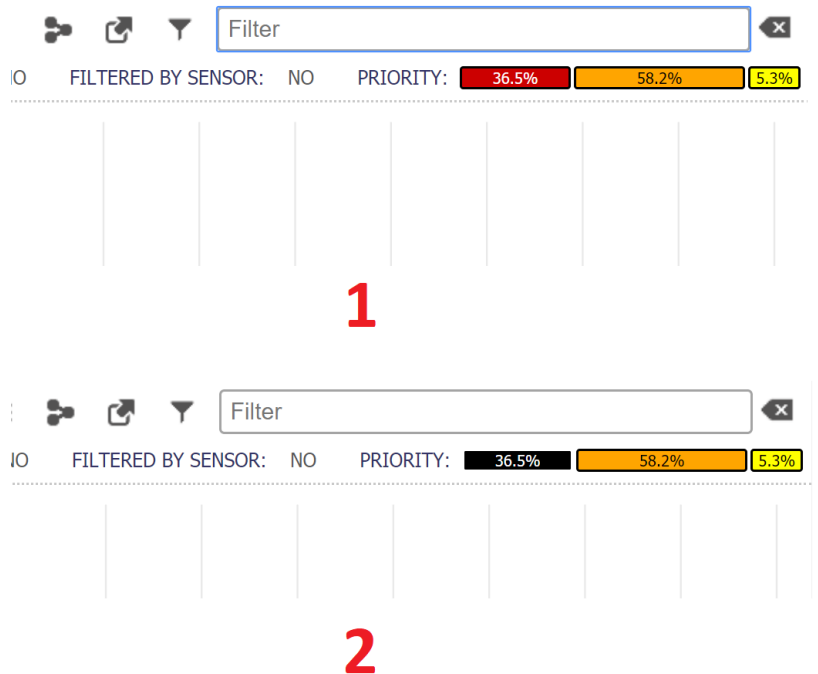 Filter
FILTERED BY SENSOR: NO PRIORITY: 36.5% 58.2% 5.3%
1
Filter
FILTERED BY SENSOR: NO PRIORITY: 36.5% 58.2% 5.3%
2